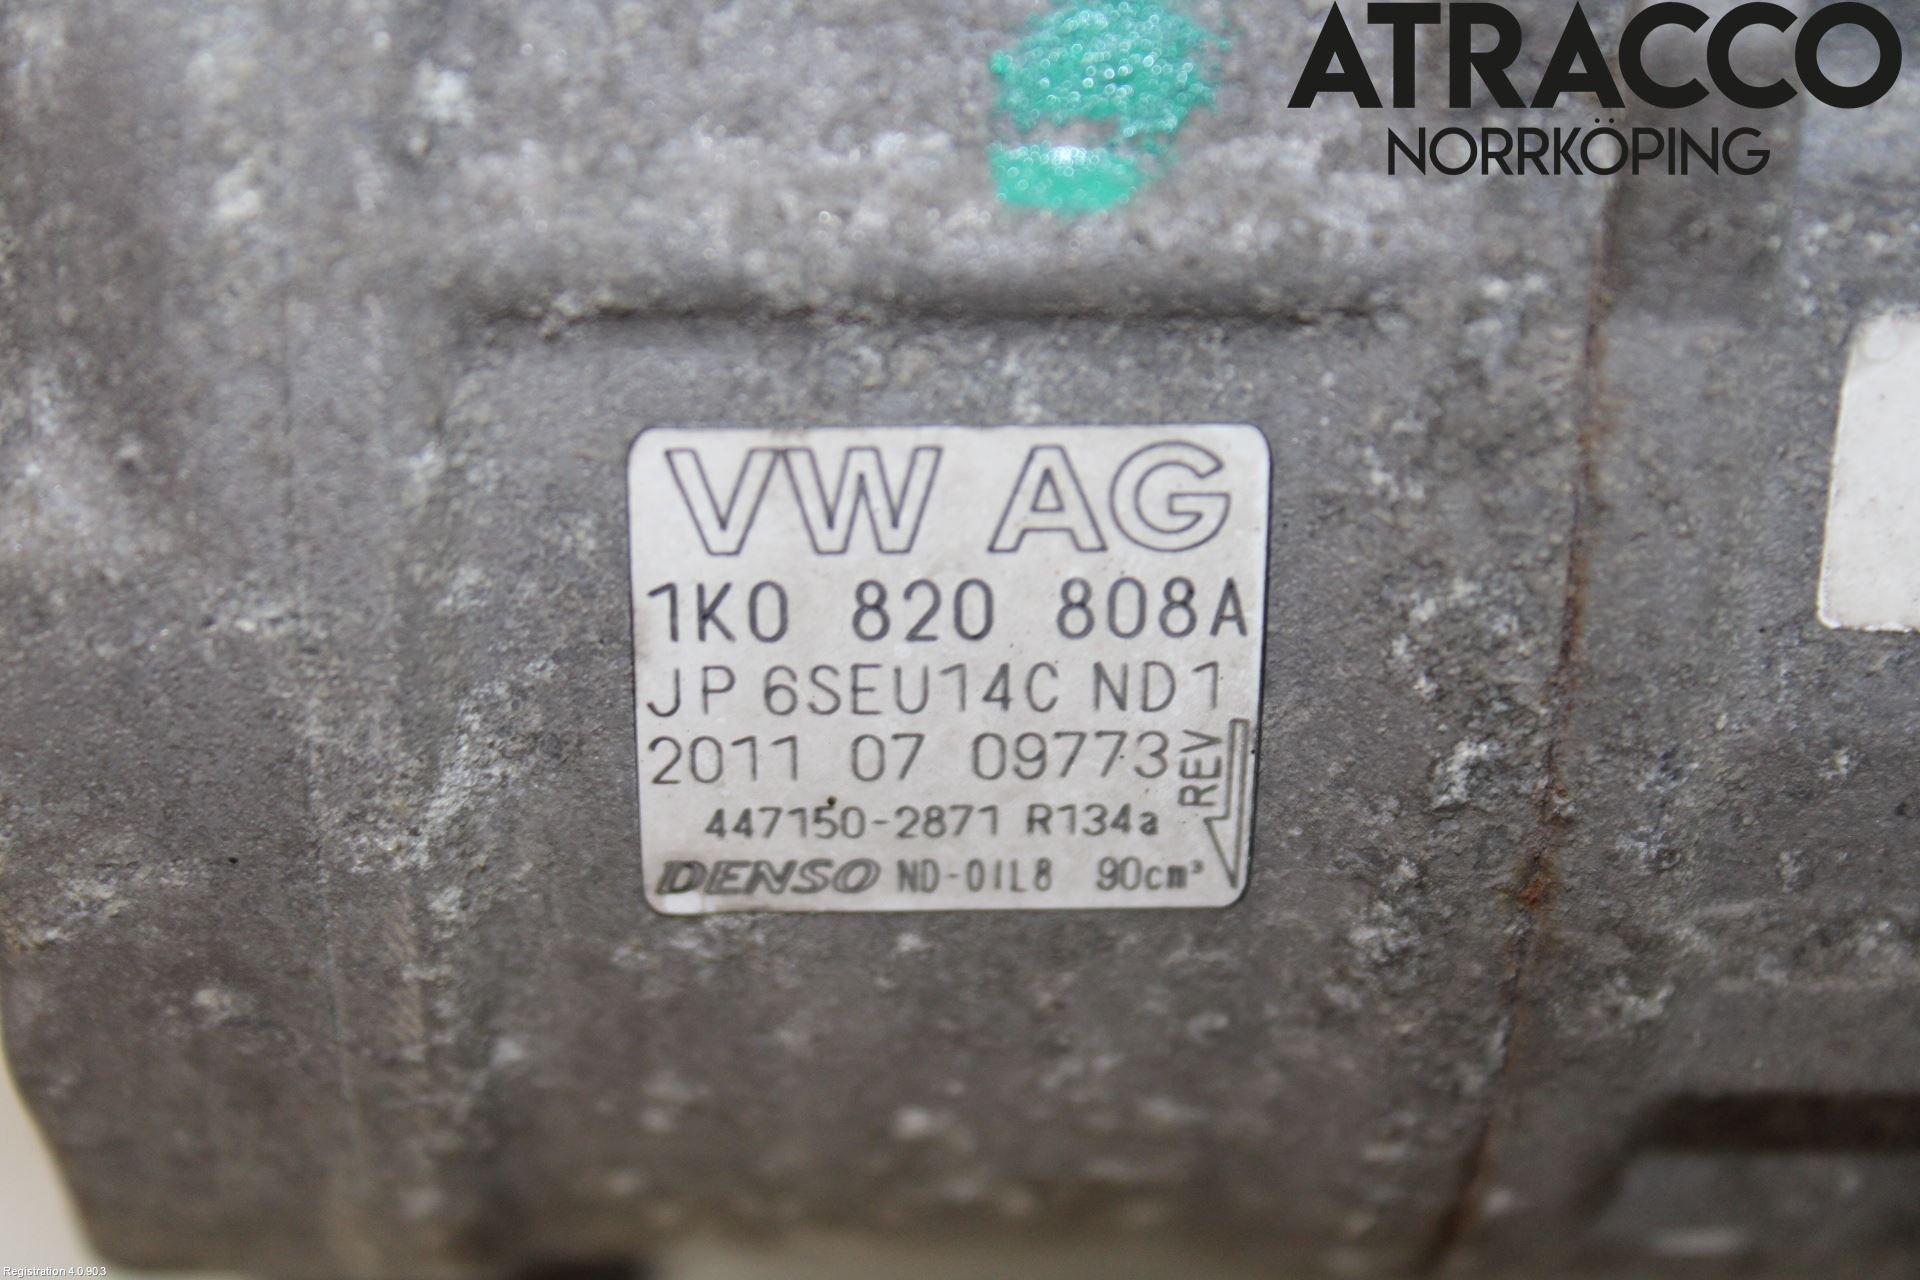 ATRACCO
NORRKÖPING
VW AG
1K0 820 808A
JP 6SEU14C ND1
2011 07 09773
REV
447150-2871 R134a
DENSO ND-OIL8 90cm³
Registration 4.0.90.3